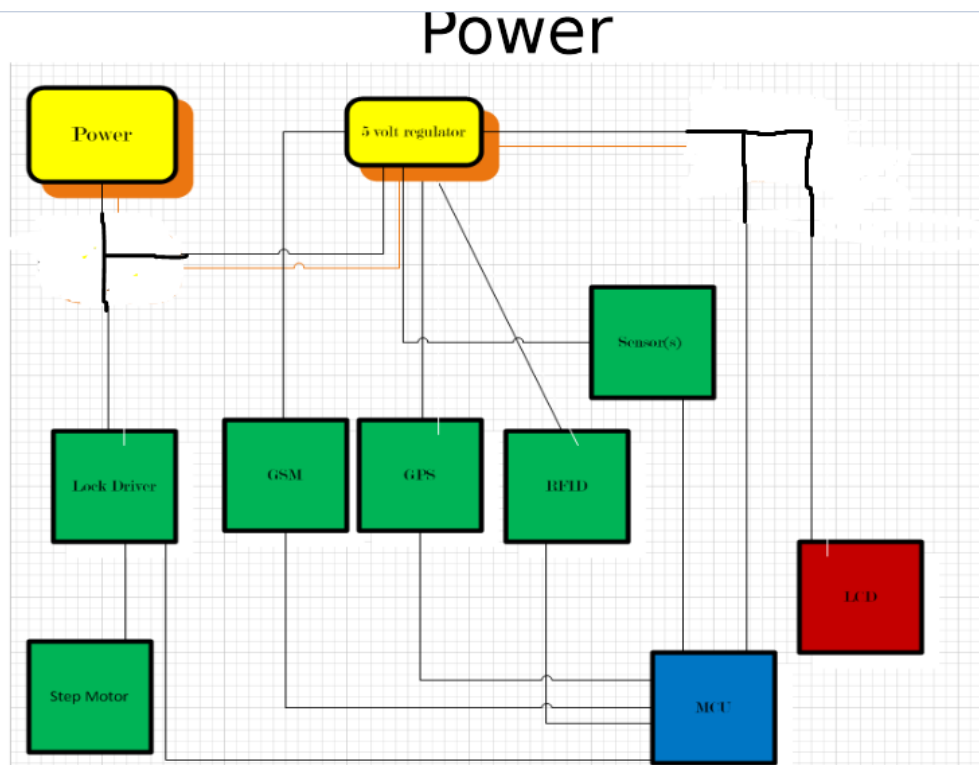 Power
Power
5 volt regulator
Sensor(s)
GSM
GPS
Lock Driver
RFID
LCD
Step Motor
MCU